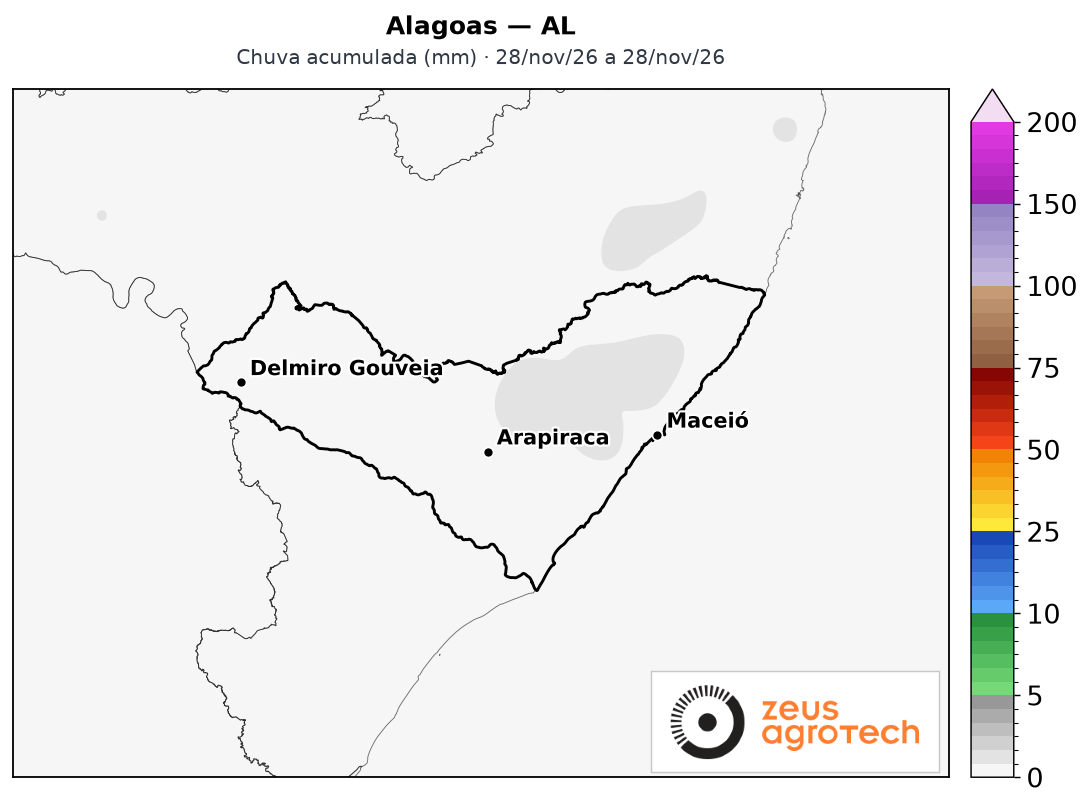 Alagoas — AL
Chuva acumulada (mm) · 28/nov/26 a 28/nov/26
200
150
100
75
50
25
10
5
0
Delmiro Gouveia
Maceió
Arapiraca
zeus
agrotech